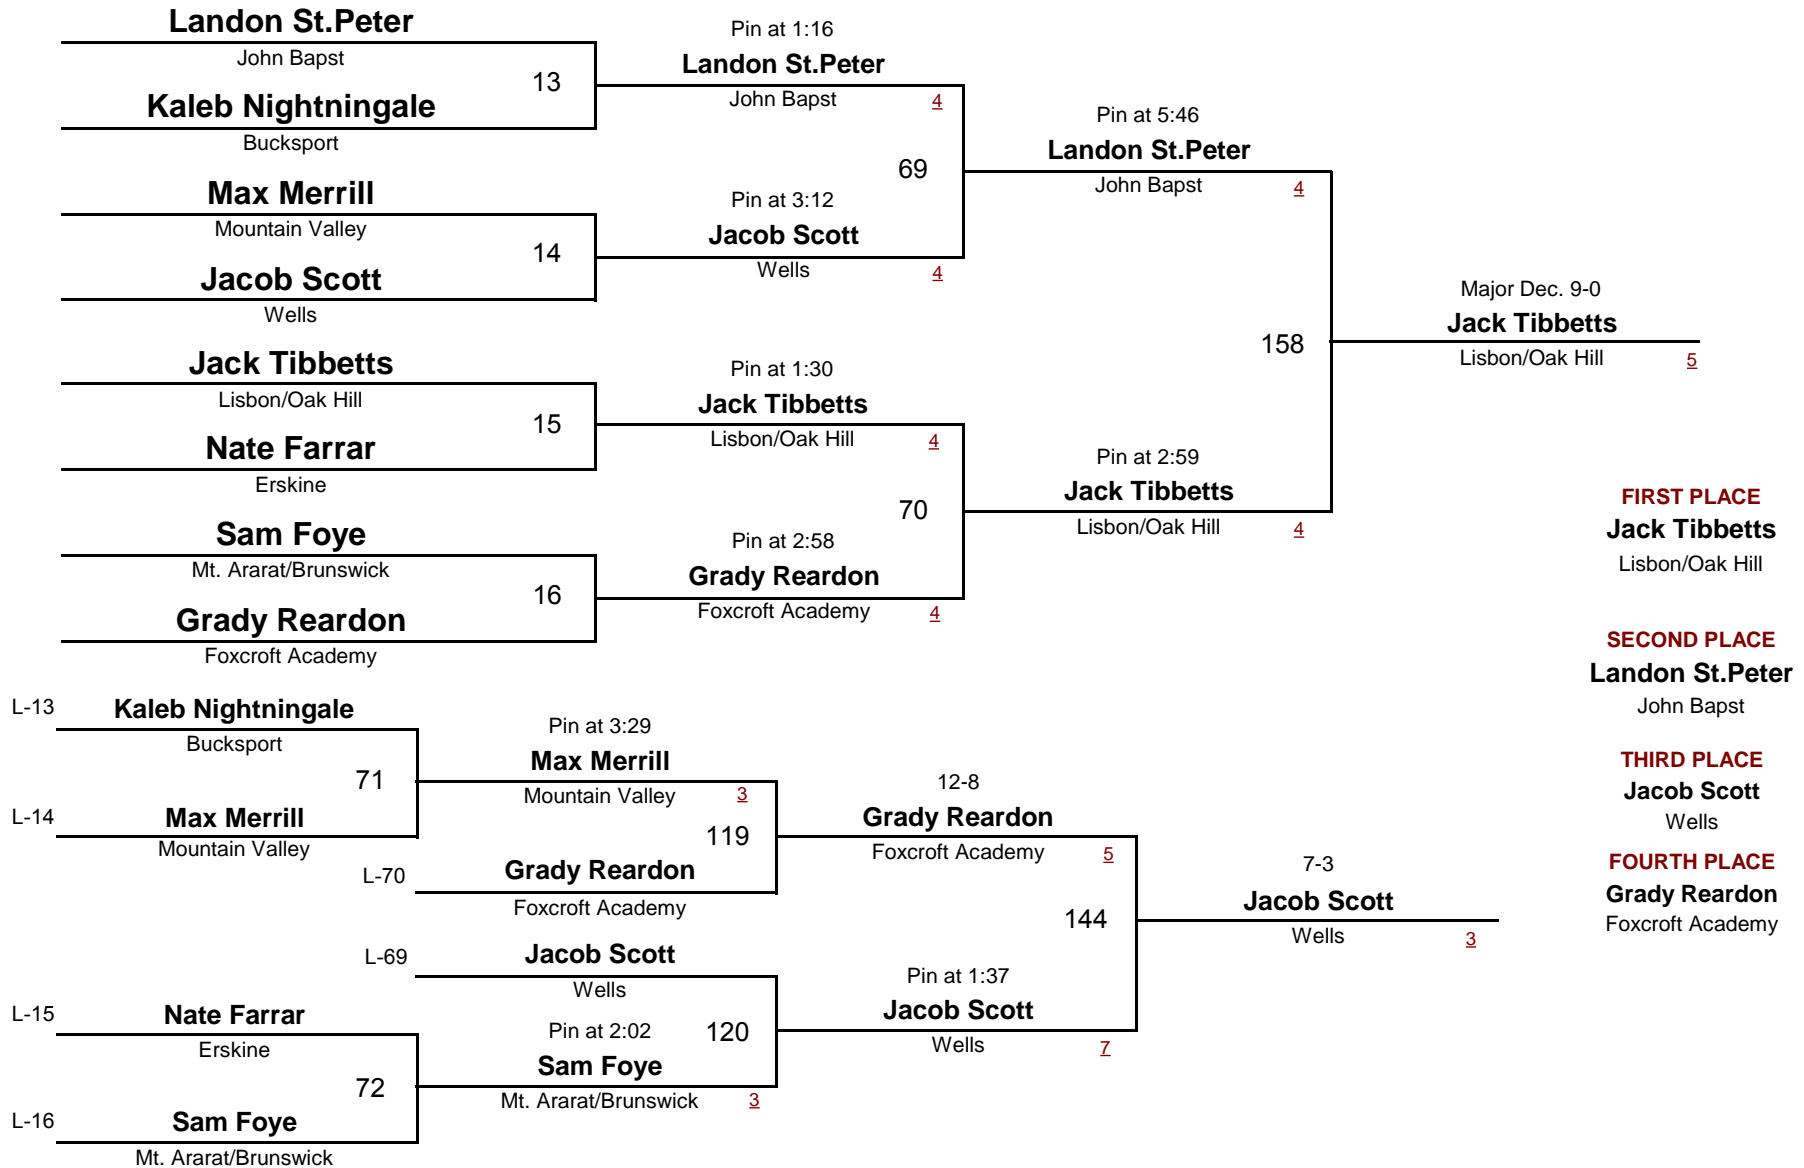 Landon St.Peter
John Bapst
13
Kaleb Nightningale
Bucksport
Max Merrill
Mountain Valley
14
Jacob Scott
Wells
Jack Tibbetts
Lisbon/Oak Hill
15
Nate Farrar
Erskine
Sam Foye
Mt. Ararat/Brunswick
16
Grady Reardon
Foxcroft Academy
Pin at 1:16
Landon St.Peter
John Bapst 4
69
Pin at 3:12
Jacob Scott
Wells 4
Pin at 1:30
Jack Tibbetts
Lisbon/Oak Hill 4
70
Pin at 2:58
Grady Reardon
Foxcroft Academy 4
Pin at 5:46
Landon St.Peter
John Bapst 4
158
Pin at 2:59
Jack Tibbetts
Lisbon/Oak Hill 4
Major Dec. 9-0
Jack Tibbetts
Lisbon/Oak Hill 5
FIRST PLACE
Jack Tibbetts
Lisbon/Oak Hill
SECOND PLACE
Landon St.Peter
John Bapst
THIRD PLACE
Jacob Scott
Wells
FOURTH PLACE
Grady Reardon
Foxcroft Academy
L-13 Kaleb Nightningale
Bucksport
71
L-14 Max Merrill
Mountain Valley
L-15 Nate Farrar
Erskine
72
L-16 Sam Foye
Mt. Ararat/Brunswick
Pin at 3:29
Max Merrill
Mountain Valley 3
119
L-70 Grady Reardon
Foxcroft Academy
L-69 Jacob Scott
Wells
Pin at 2:02 120
Sam Foye
Mt. Ararat/Brunswick 3
12-8
Grady Reardon
Foxcroft Academy 5
144
Pin at 1:37
Jacob Scott
Wells 7
7-3
Jacob Scott
Wells 3